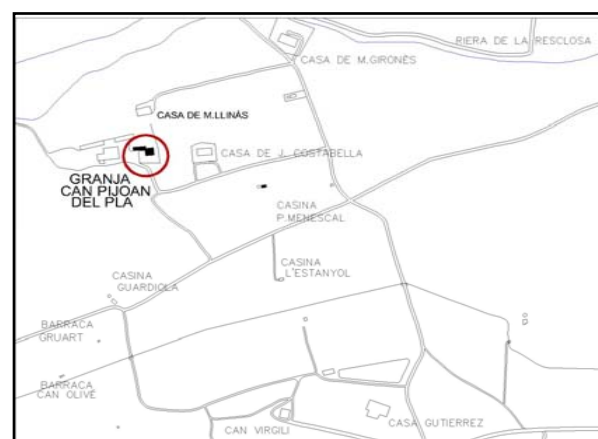 RIERA DE LA RESCLOSA
CASA DE M.GIRONÈS
CASA DE M.LLINÁS
CASA DE J. COSTABELLA
GRANJA
CAN PIJOAN
DEL PLA
CASINA
P.MENESCAL
CASINA
L'ESTANYOL
CASINA
GUARDIOLA
BARRACA
GRUART
BARRACA
CAN OLIVÉ
CASA GUTIERREZ
CAN VIRGILI